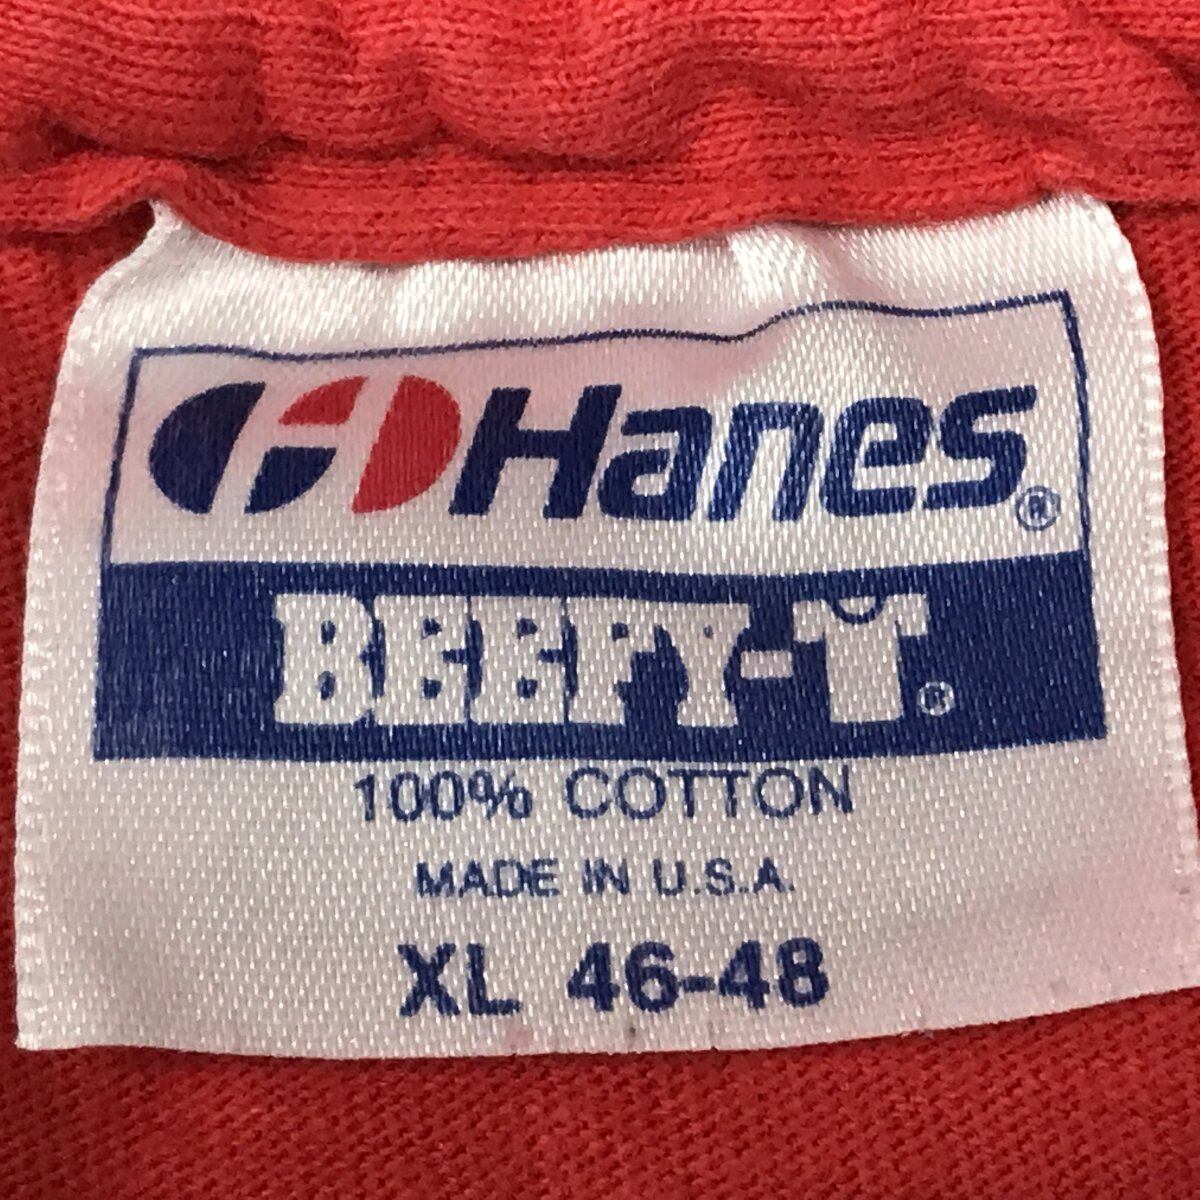 Hanes®
BEEFY-T®
100% COTTON
MADE IN U.S.A.
XL 46-48